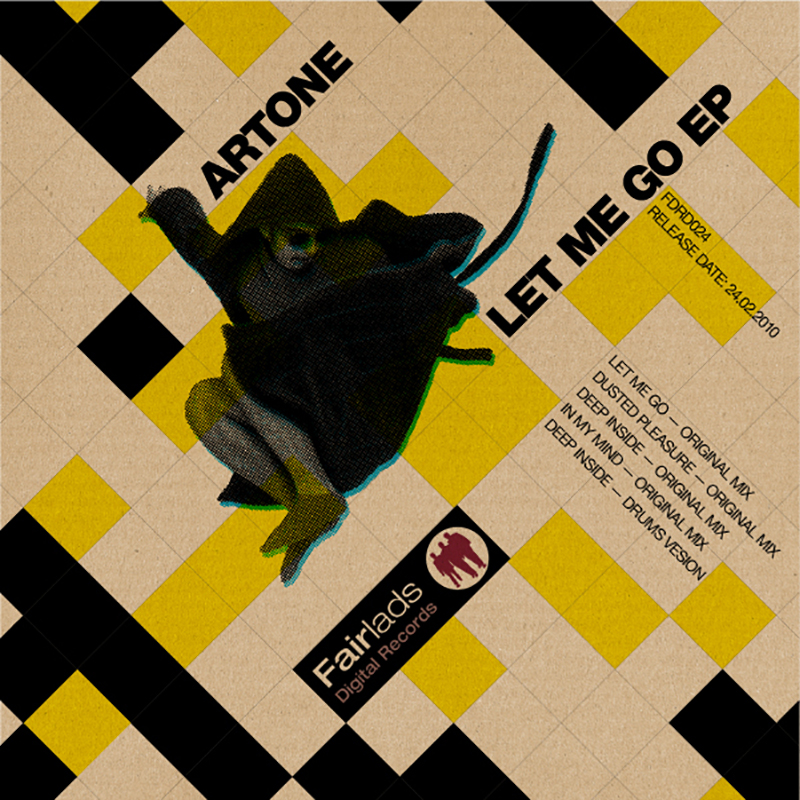 ARTONE
LET ME GO EP
FDRD024
RELEASE DATE: 24.02.2010
LET ME GO – ORIGINAL MIX
DUSTED PLEASURE – ORIGINAL MIX
DEEP INSIDE – ORIGINAL MIX
IN MY MIND – ORIGINAL MIX
DEEP INSIDE – DRUMS VESION
Fairlads
Digital Records